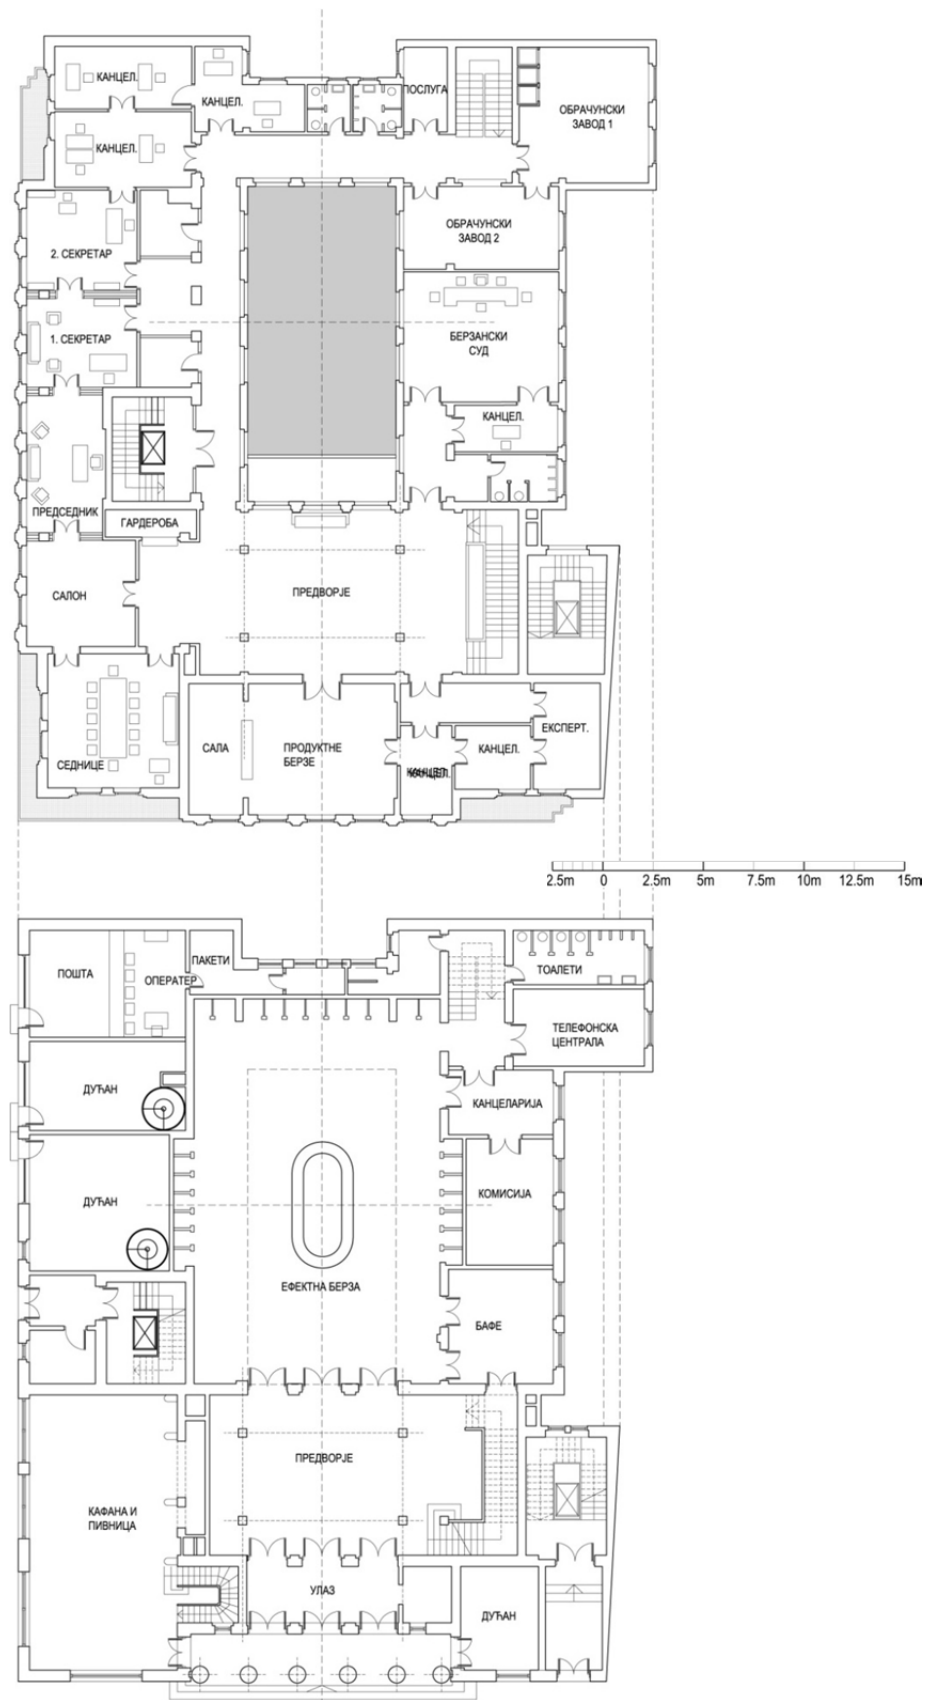 КАНЦЕЛ.
КАНЦЕЛ.
ПОСЛУГА
ОБРАЧУНСКИ
ЗАВОД 1
КАНЦЕЛ.
2. СЕКРЕТАР
ОБРАЧУНСКИ
ЗАВОД 2
1. СЕКРЕТАР
БЕРЗАНСКИ
СУД
КАНЦЕЛ.
ПРЕДСЕДНИК
ГАРДЕРОБА
САЛОН
ПРЕДВОРЈЕ
СЕДНИЦЕ
САЛА
ПРОДУКТНЕ
БЕРЗЕ
КАНЦЕЛ.
ЕКСПЕРТ.
2.5m 0 2.5m 5m 7.5m 10m 12.5m 15m
ПОШТА
ОПЕРАТЕР
ПАКЕТИ
ТОАЛЕТИ
ТЕЛЕФОНСКА
ЦЕНТРАЛА
ДУЋАН
КАНЦЕЛАРИЈА
ДУЋАН
КОМИСИЈА
ЕФЕКТНА БЕРЗА
БАФЕ
ПРЕДВОРЈЕ
КАФАНА И
ПИВНИЦА
УЛАЗ
ДУЋАН